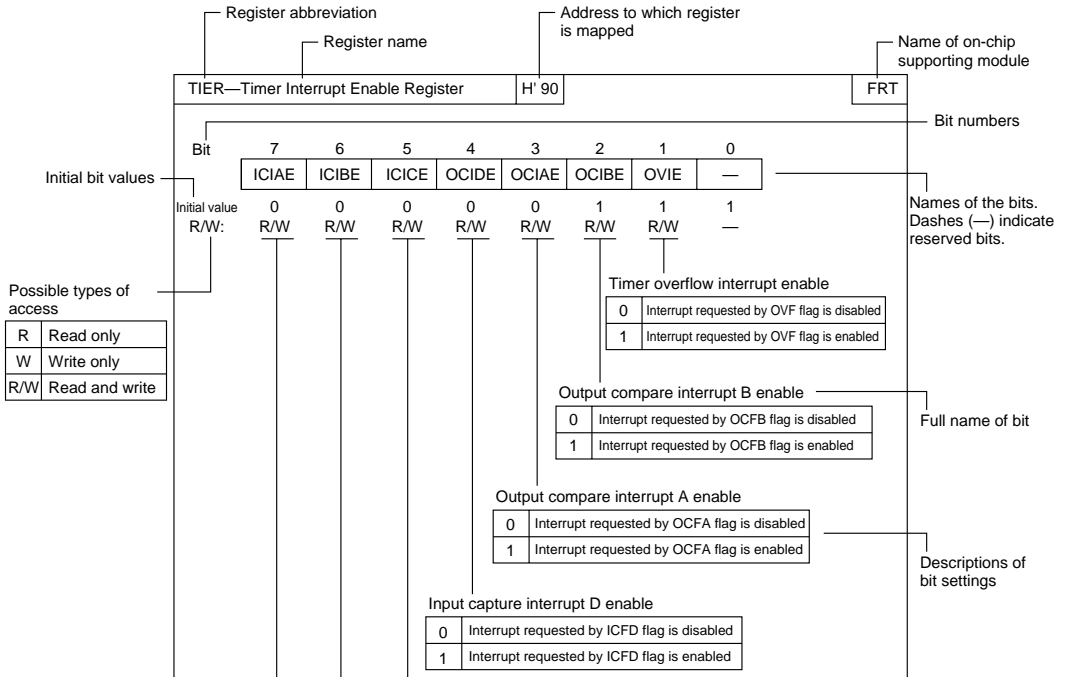 Register abbreviation
Register name
Address to which register
is mapped
Name of on-chip
supporting module
TIER—Timer Interrupt Enable Register H' 90 FRT
Bit numbers
Bit 7 6 5 4 3 2 1 0
ICIAE ICIBE ICICE OCIDE OCIAE OCIBE OVIE —
Initial bit values
Initial value 0 0 0 0 0 1 1 1
R/W: R/W R/W R/W R/W R/W R/W R/W —
Names of the bits.
Dashes (—) indicate
reserved bits.
Possible types of
access
R Read only
W Write only
R/W Read and write
Timer overflow interrupt enable
0 Interrupt requested by OVF flag is disabled
1 Interrupt requested by OVF flag is enabled
Output compare interrupt B enable
0 Interrupt requested by OCFB flag is disabled
1 Interrupt requested by OCFB flag is enabled
Full name of bit
Output compare interrupt A enable
0 Interrupt requested by OCFA flag is disabled
1 Interrupt requested by OCFA flag is enabled
Descriptions of
bit settings
Input capture interrupt D enable
0 Interrupt requested by ICFD flag is disabled
1 Interrupt requested by ICFD flag is enabled